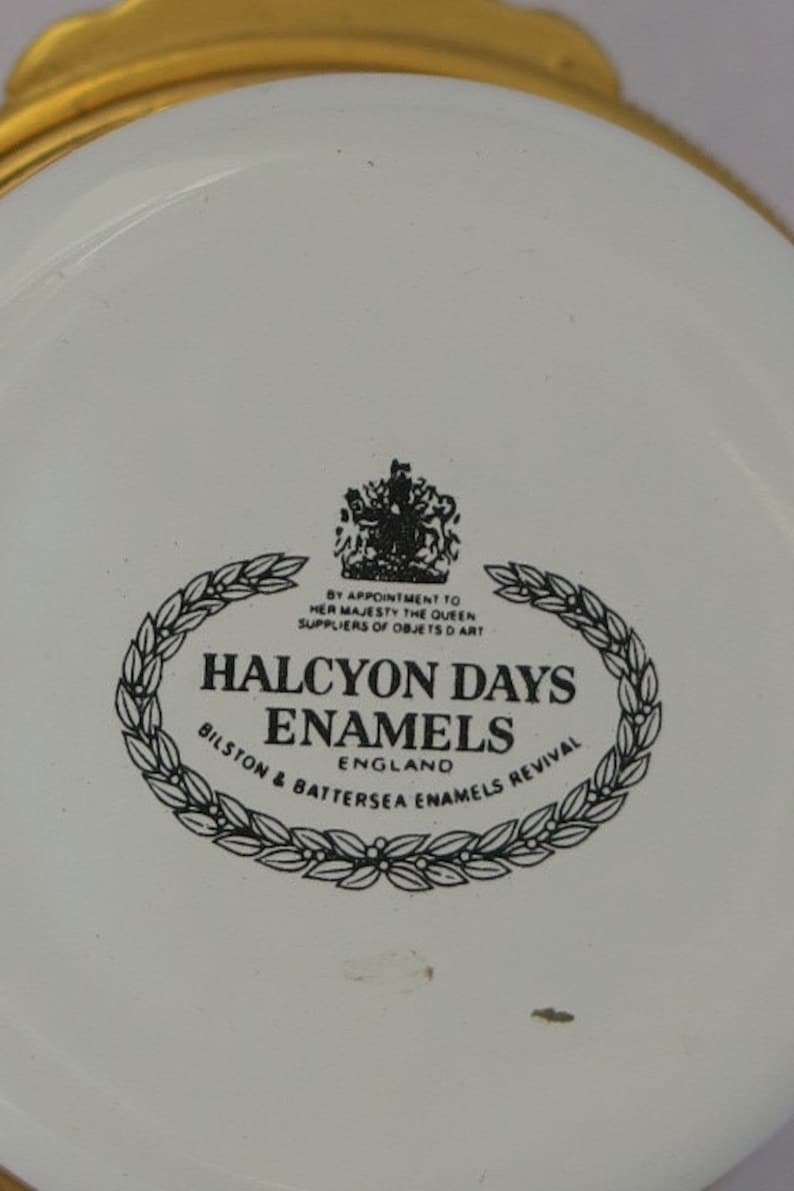 BY APPOINTMENT TO
HER MAJESTY THE QUEEN
SUPPLIERS OF OBJETS D ART
HALCYON DAYS
ENAMELS
ENGLAND
BILSTON & BATTERSEA ENAMELS REVIVAL